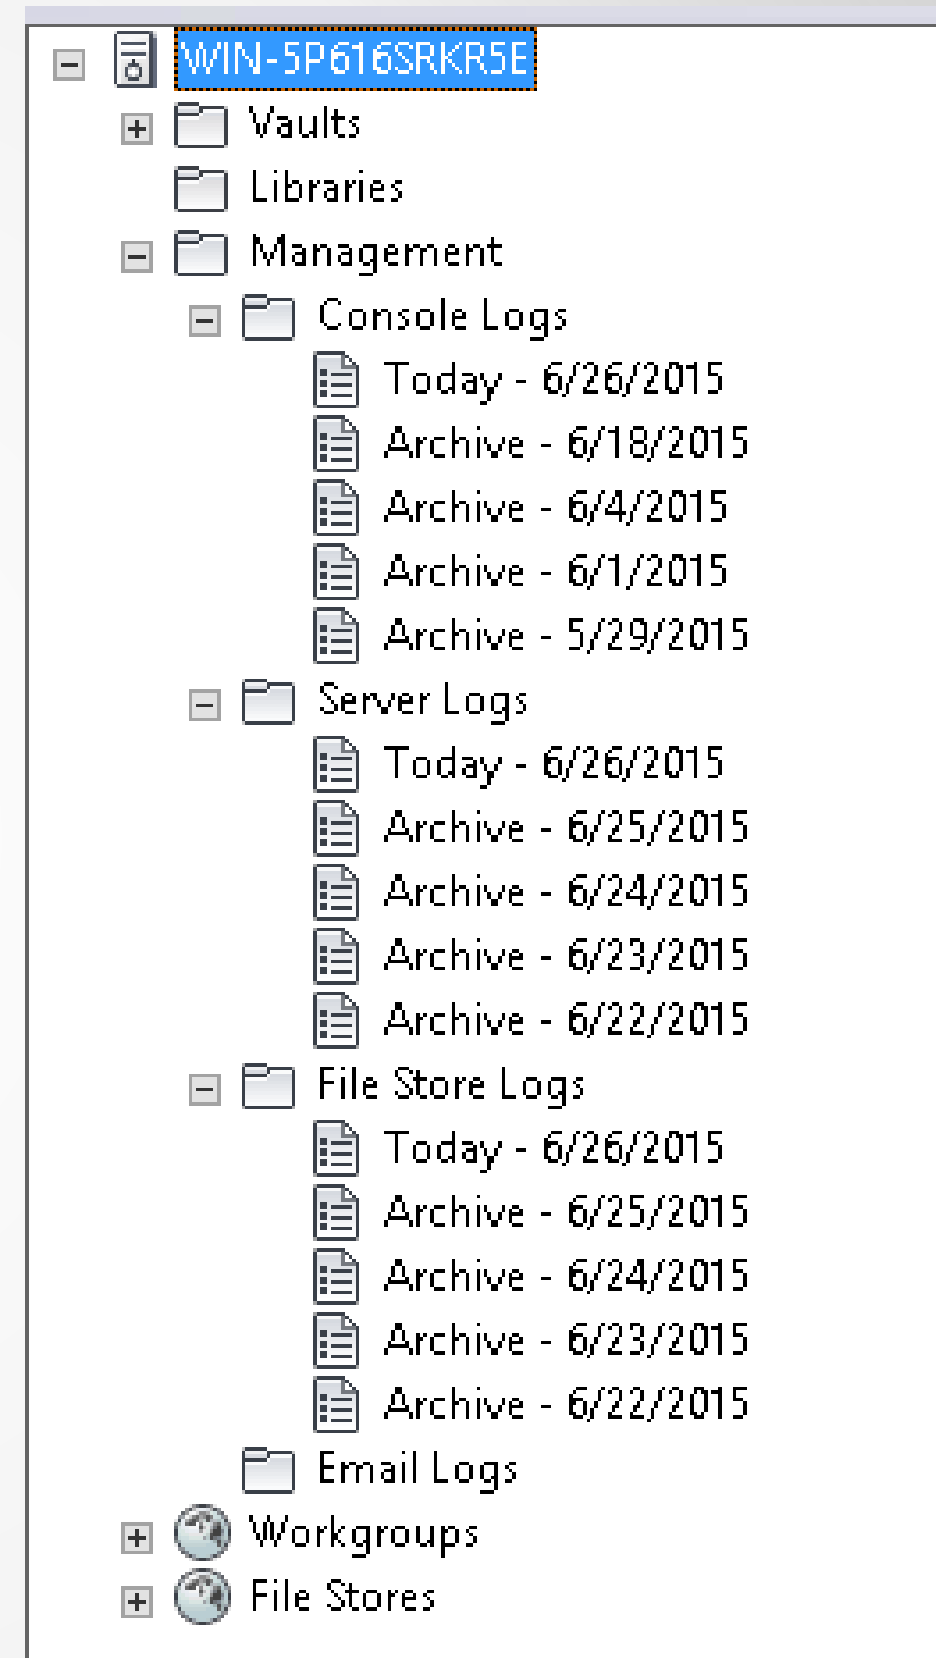 WIN-5P616SRKR5E
Vaults
Libraries
Management
Console Logs
Today - 6/26/2015
Archive - 6/18/2015
Archive - 6/4/2015
Archive - 6/1/2015
Archive - 5/29/2015
Server Logs
Today - 6/26/2015
Archive - 6/25/2015
Archive - 6/24/2015
Archive - 6/23/2015
Archive - 6/22/2015
File Store Logs
Today - 6/26/2015
Archive - 6/25/2015
Archive - 6/24/2015
Archive - 6/23/2015
Archive - 6/22/2015
Email Logs
Workgroups
File Stores